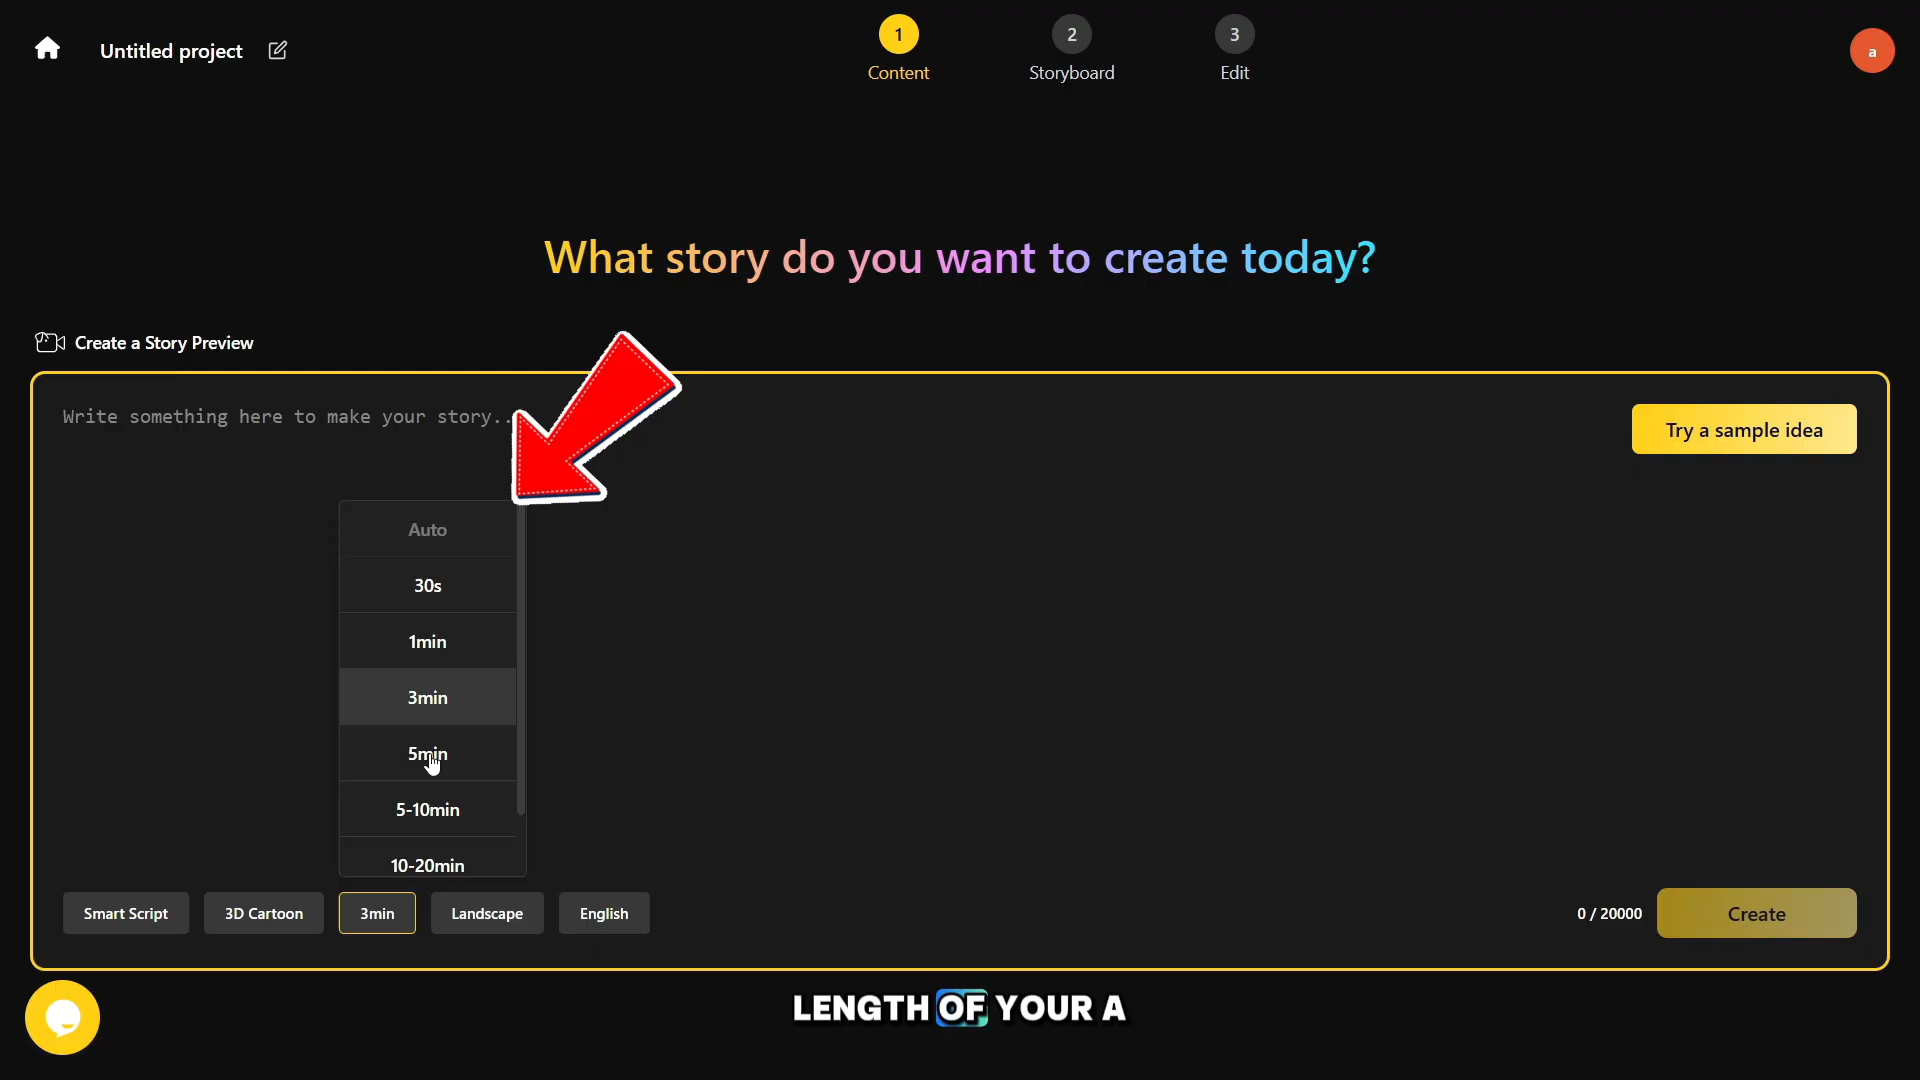 Untitled project
1
Content
2
Storyboard
3
Edit
a
What story do you want to create today?
Create a Story Preview
Write something here to make your story..
Try a sample idea
Auto
30s
1min
3min
5min
5-10min
10-20min
Smart Script
3D Cartoon
3min
Landscape
English
0 / 20000
Create
LENGTH OF YOUR A